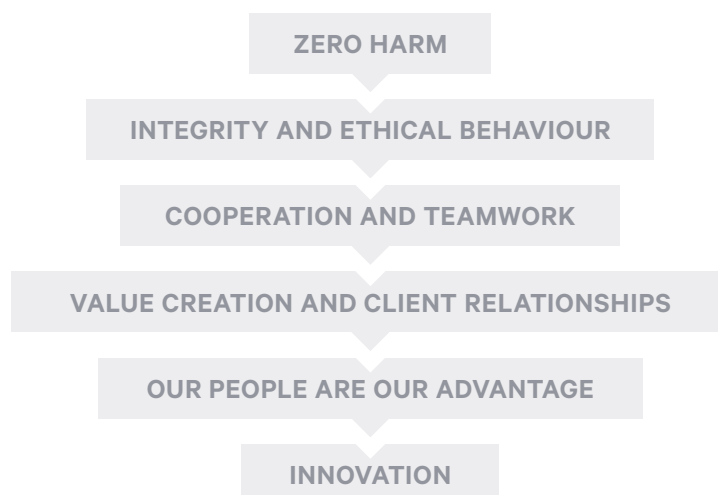 ZERO HARM
INTEGRITY AND ETHICAL BEHAVIOUR
COOPERATION AND TEAMWORK
VALUE CREATION AND CLIENT RELATIONSHIPS
OUR PEOPLE ARE OUR ADVANTAGE
INNOVATION